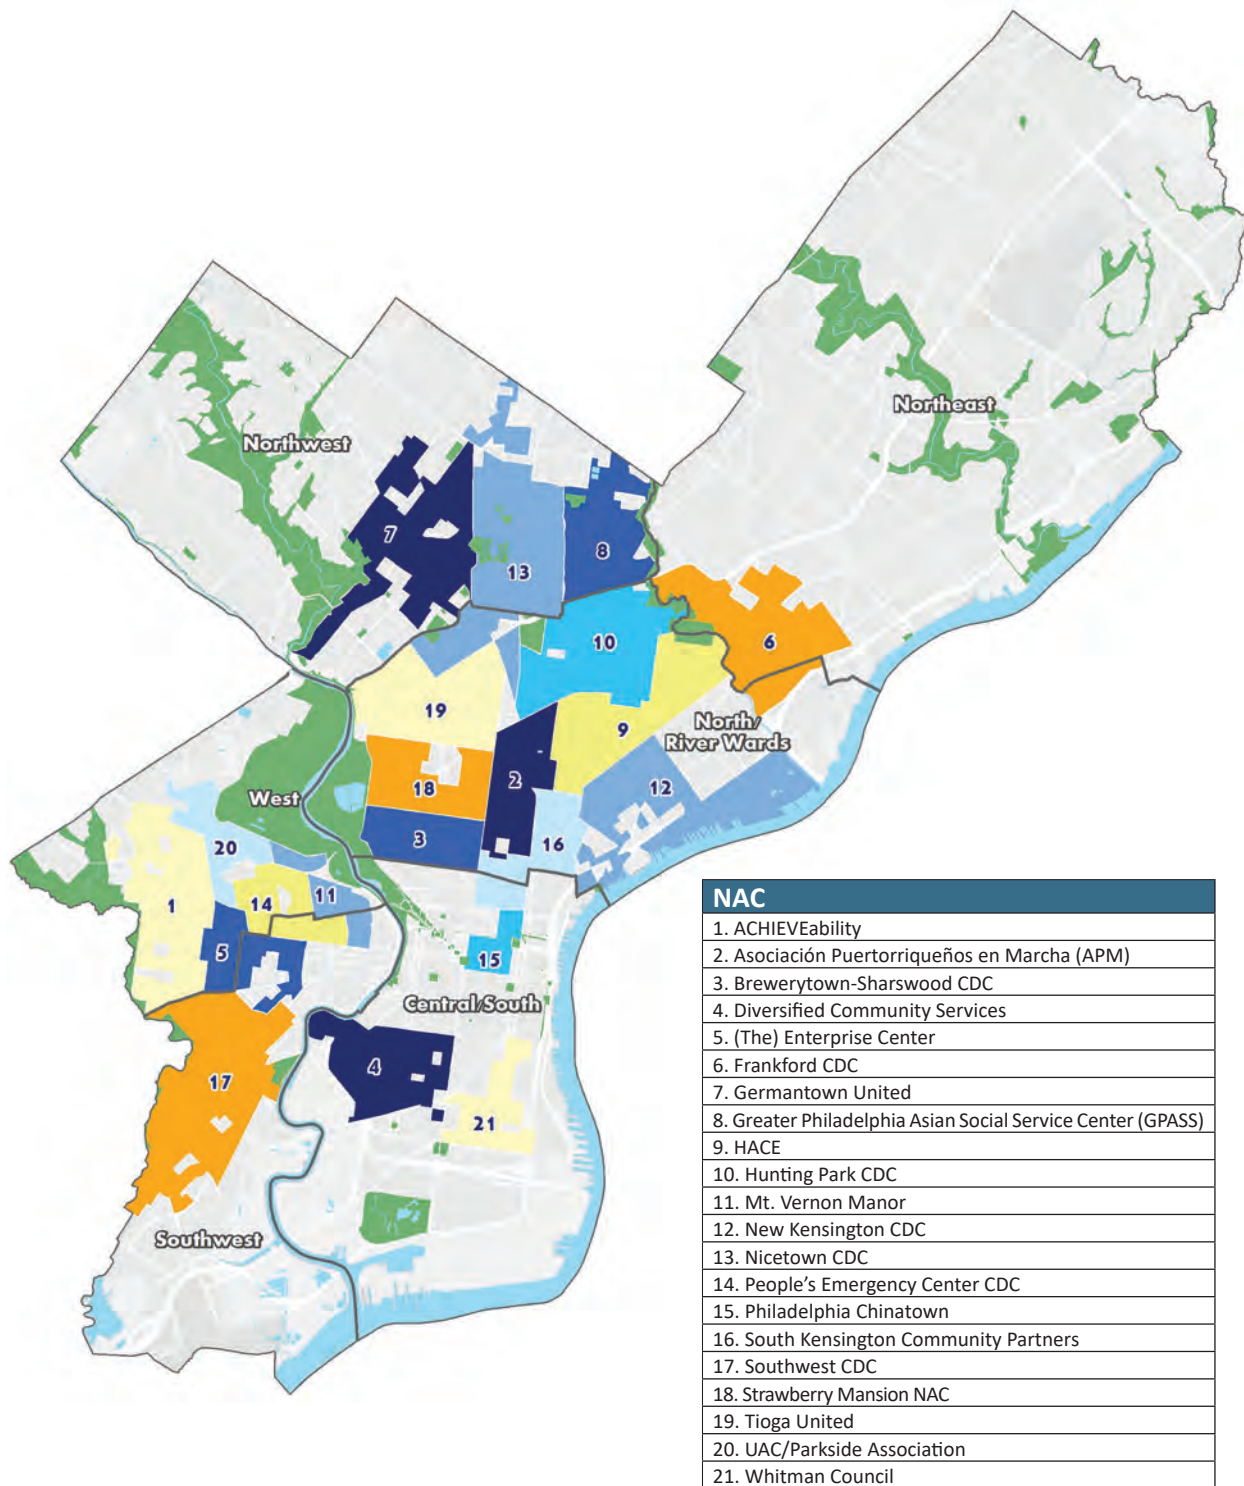 Northeast
Northwest
7
8
13
10
6
19
9
North/
River Wards
2
18
12
West
3
16
20
11
14
1
5
15
Central/South
4
17
21
Southwest
NAC
1. ACHIEVEability
2. Asociación Puertorriqueños en Marcha (APM)
3. Brewerytown-Sharswood CDC
4. Diversified Community Services
5. (The) Enterprise Center
6. Frankford CDC
7. Germantown United
8. Greater Philadelphia Asian Social Service Center (GPASS)
9. HACE
10. Hunting Park CDC
11. Mt. Vernon Manor
12. New Kensington CDC
13. Nicetown CDC
14. People's Emergency Center CDC
15. Philadelphia Chinatown
16. South Kensington Community Partners
17. Southwest CDC
18. Strawberry Mansion NAC
19. Tioga United
20. UAC/Parkside Association
21. Whitman Council